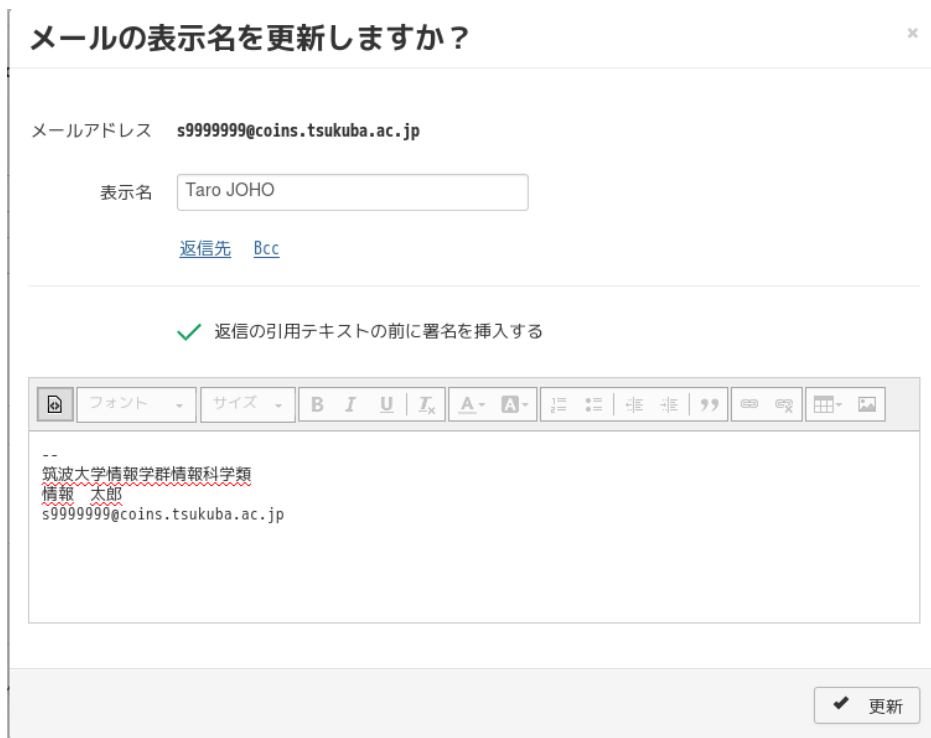 メールの表示名を更新しますか？ ×
メールアドレス s9999999@coins.tsukuba.ac.jp
表示名 Taro JOHO
返信先 Bcc
返信の引用テキストの前に署名を挿入する
フォント サイズ B I U Tx A A
--
筑波大学情報学群情報科学類
情報　太郎
s9999999@coins.tsukuba.ac.jp
更新